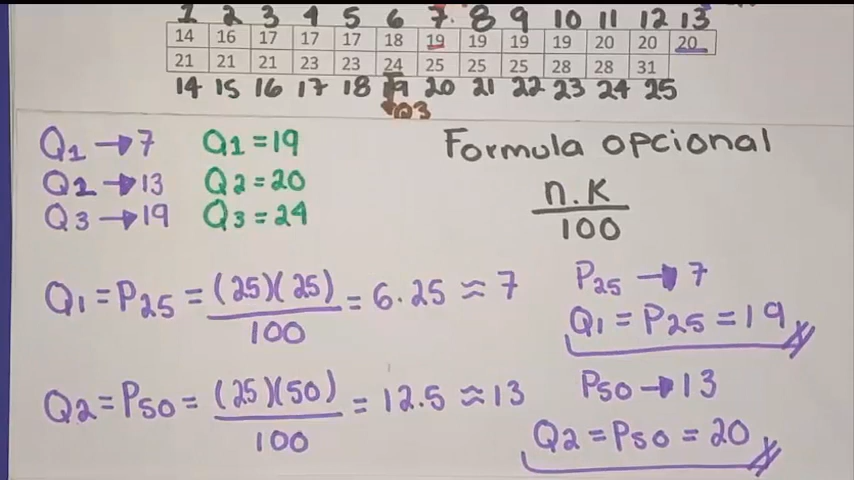 1 2 3 4 5 6 7. 8 9 10 11 12 13
14 16 17 17 17 18 19 19 19 19 20 20 20
21 21 21 23 23 24 25 25 25 28 28 31
14 15 16 17 18 19 20 21 22 23 24 25
Q3
Q1 → 7 Q1 = 19 Formula opcional
Q2 → 13 Q2 = 20 n.K
Q3 → 19 Q3 = 24 100
Q1 = P25 = (25)(25) / 100 = 6.25 ≈ 7
P25 → 7
Q1 = P25 = 19
Q2 = P50 = (25)(50) / 100 = 12.5 ≈ 13
P50 → 13
Q2 = P50 = 20